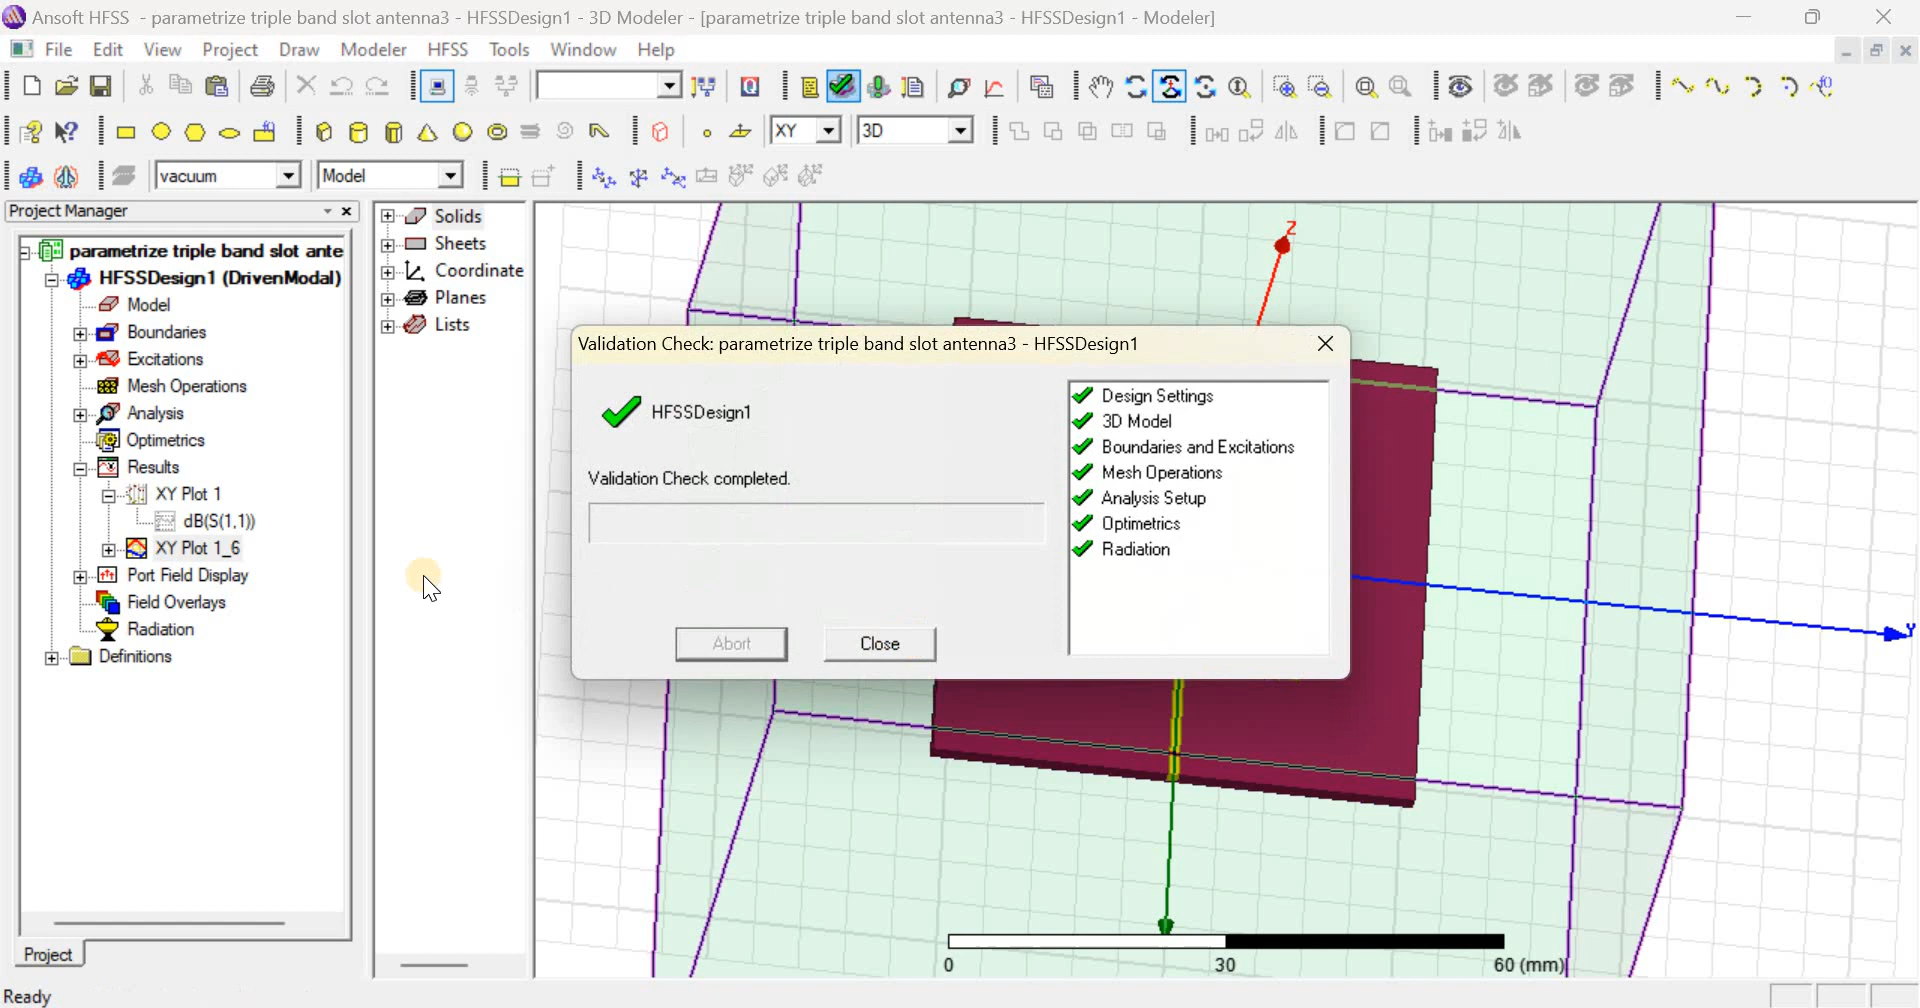 Ansoft HFSS - parametrize triple band slot antenna3 - HFSSDesign1 - 3D Modeler - [parametrize triple band slot antenna3 - HFSSDesign1 - Modeler]
File Edit View Project Draw Modeler HFSS Tools Window Help
XY 3D
vacuum Model
Project Manager
parametrize triple band slot ante
HFSSDesign1 (DrivenModal)
Model
Boundaries
Excitations
Mesh Operations
Analysis
Optimetrics
Results
XY Plot 1
dB(S(1,1))
XY Plot 1_6
Port Field Display
Field Overlays
Radiation
Definitions
Project
Solids
Sheets
Coordinate
Planes
Lists
Z
Validation Check: parametrize triple band slot antenna3 - HFSSDesign1
HFSSDesign1
Validation Check completed.
Abort Close
Design Settings
3D Model
Boundaries and Excitations
Mesh Operations
Analysis Setup
Optimetrics
Radiation
Y
0 30 60 (mm)
Ready